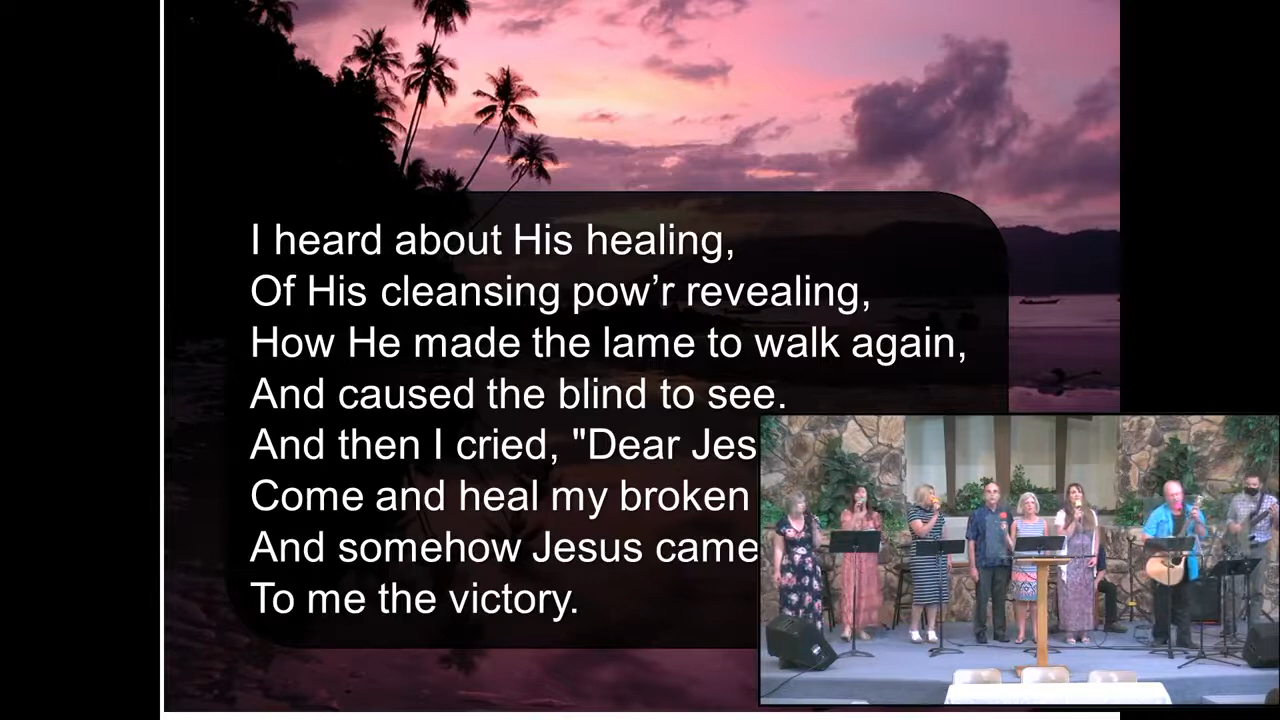 I heard about His healing,
Of His cleansing pow’r revealing,
How He made the lame to walk again,
And caused the blind to see.
And then I cried, "Dear Jes
Come and heal my broken
And somehow Jesus came
To me the victory.